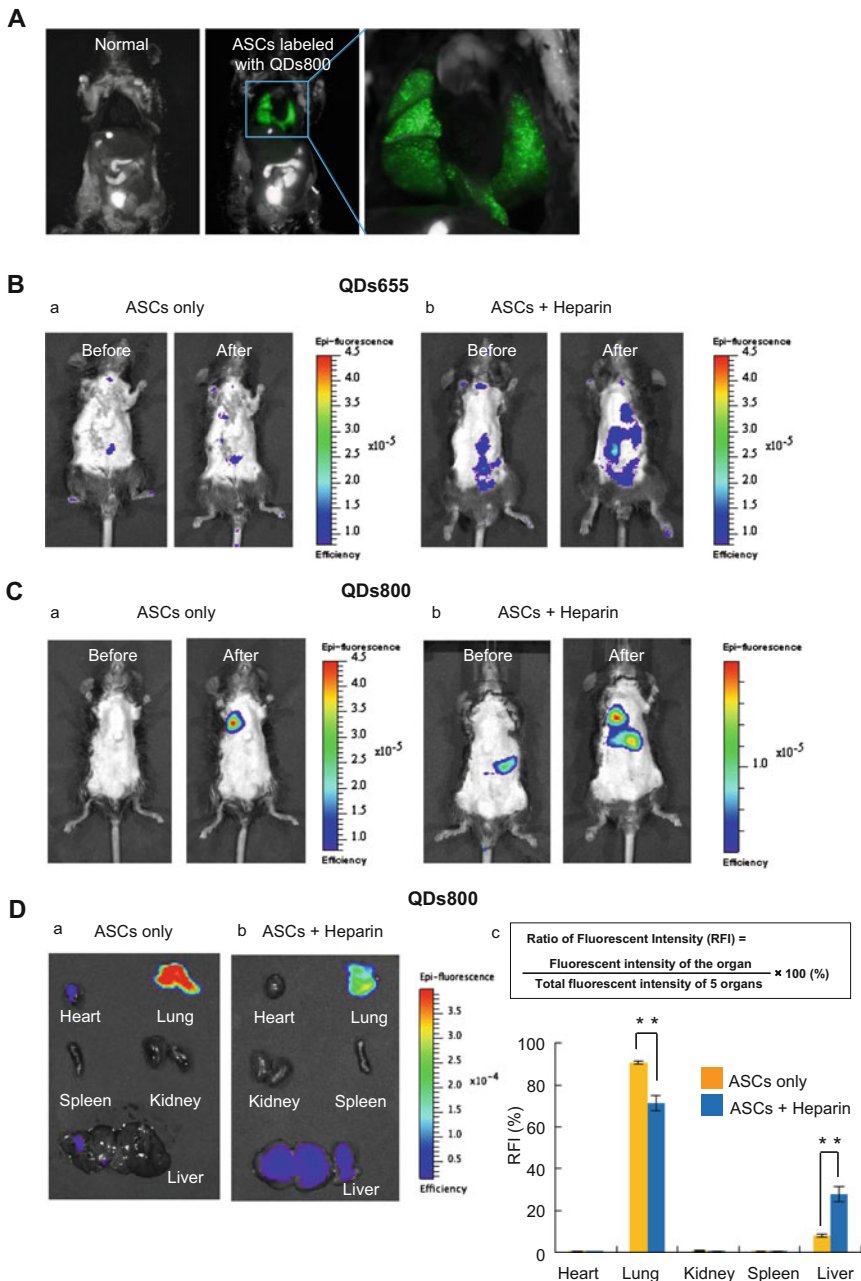 A
Normal
ASCs labeled
with QDs800
B
QDs655
a ASCs only
b ASCs + Heparin
Before
After
Epi-fluorescence
4.5
4.0
3.5
3.0
2.5
2.0
1.5
1.0
x10-5
Efficiency
Before
After
Epi-fluorescence
4.5
4.0
3.5
3.0
2.5
2.0
1.5
1.0
x10-5
Efficiency
C
QDs800
a ASCs only
b ASCs + Heparin
Before
After
Epi-fluorescence
4.5
4.0
3.5
3.0
2.5
2.0
1.5
1.0
x10-5
Efficiency
Before
After
Epi-fluorescence
1.0
x10-5
Efficiency
D
QDs800
a ASCs only
Heart
Lung
Spleen
Kidney
Liver
b ASCs + Heparin
Heart
Lung
Kidney
Spleen
Liver
Epi-fluorescence
3.5
3.0
2.5
2.0
1.5
1.0
0.5
x10-4
Efficiency
c
Ratio of Fluorescent Intensity (RFI) =
Fluorescent intensity of the organ
Total fluorescent intensity of 5 organs
× 100 (%)
RFI (%)
100
80
60
40
20
0
* *
* *
ASCs only
ASCs + Heparin
Heart Lung Kidney Spleen Liver